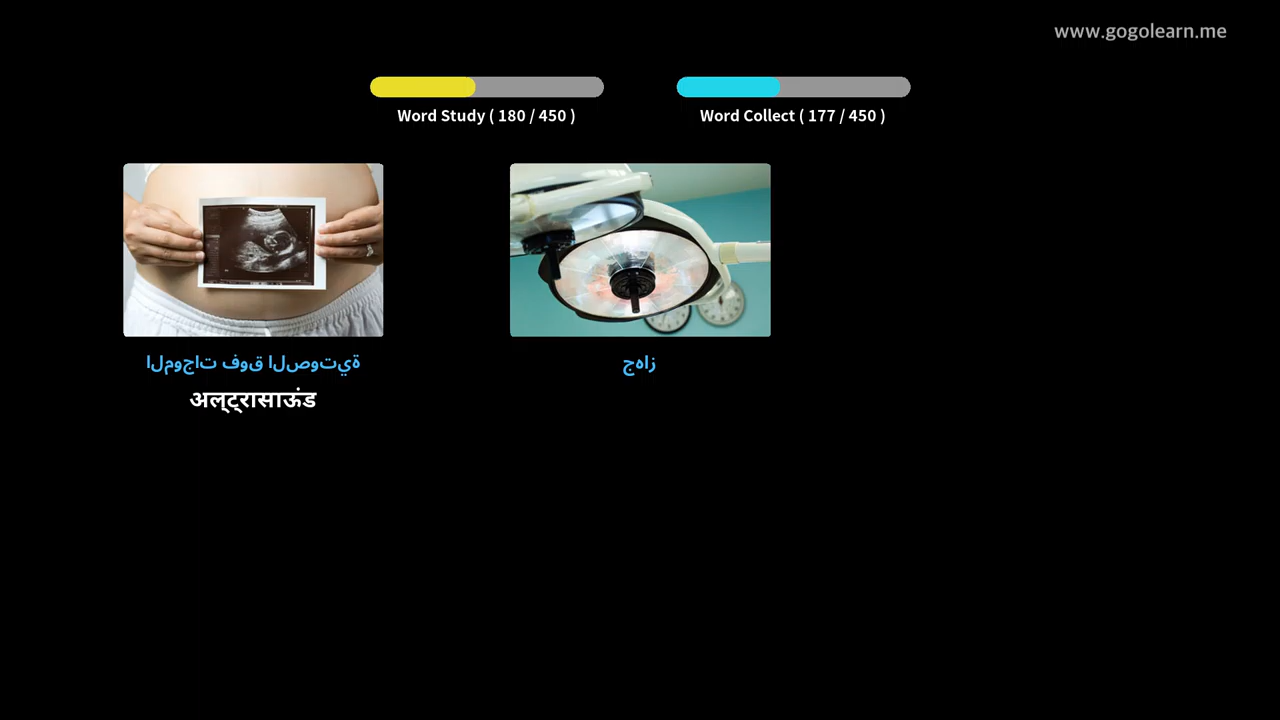 www.gogolearn.me
Word Study ( 180 / 450 )
Word Collect ( 177 / 450 )
الموجات فوق الصوتية
अल्ट्रासाऊंड
جهاز